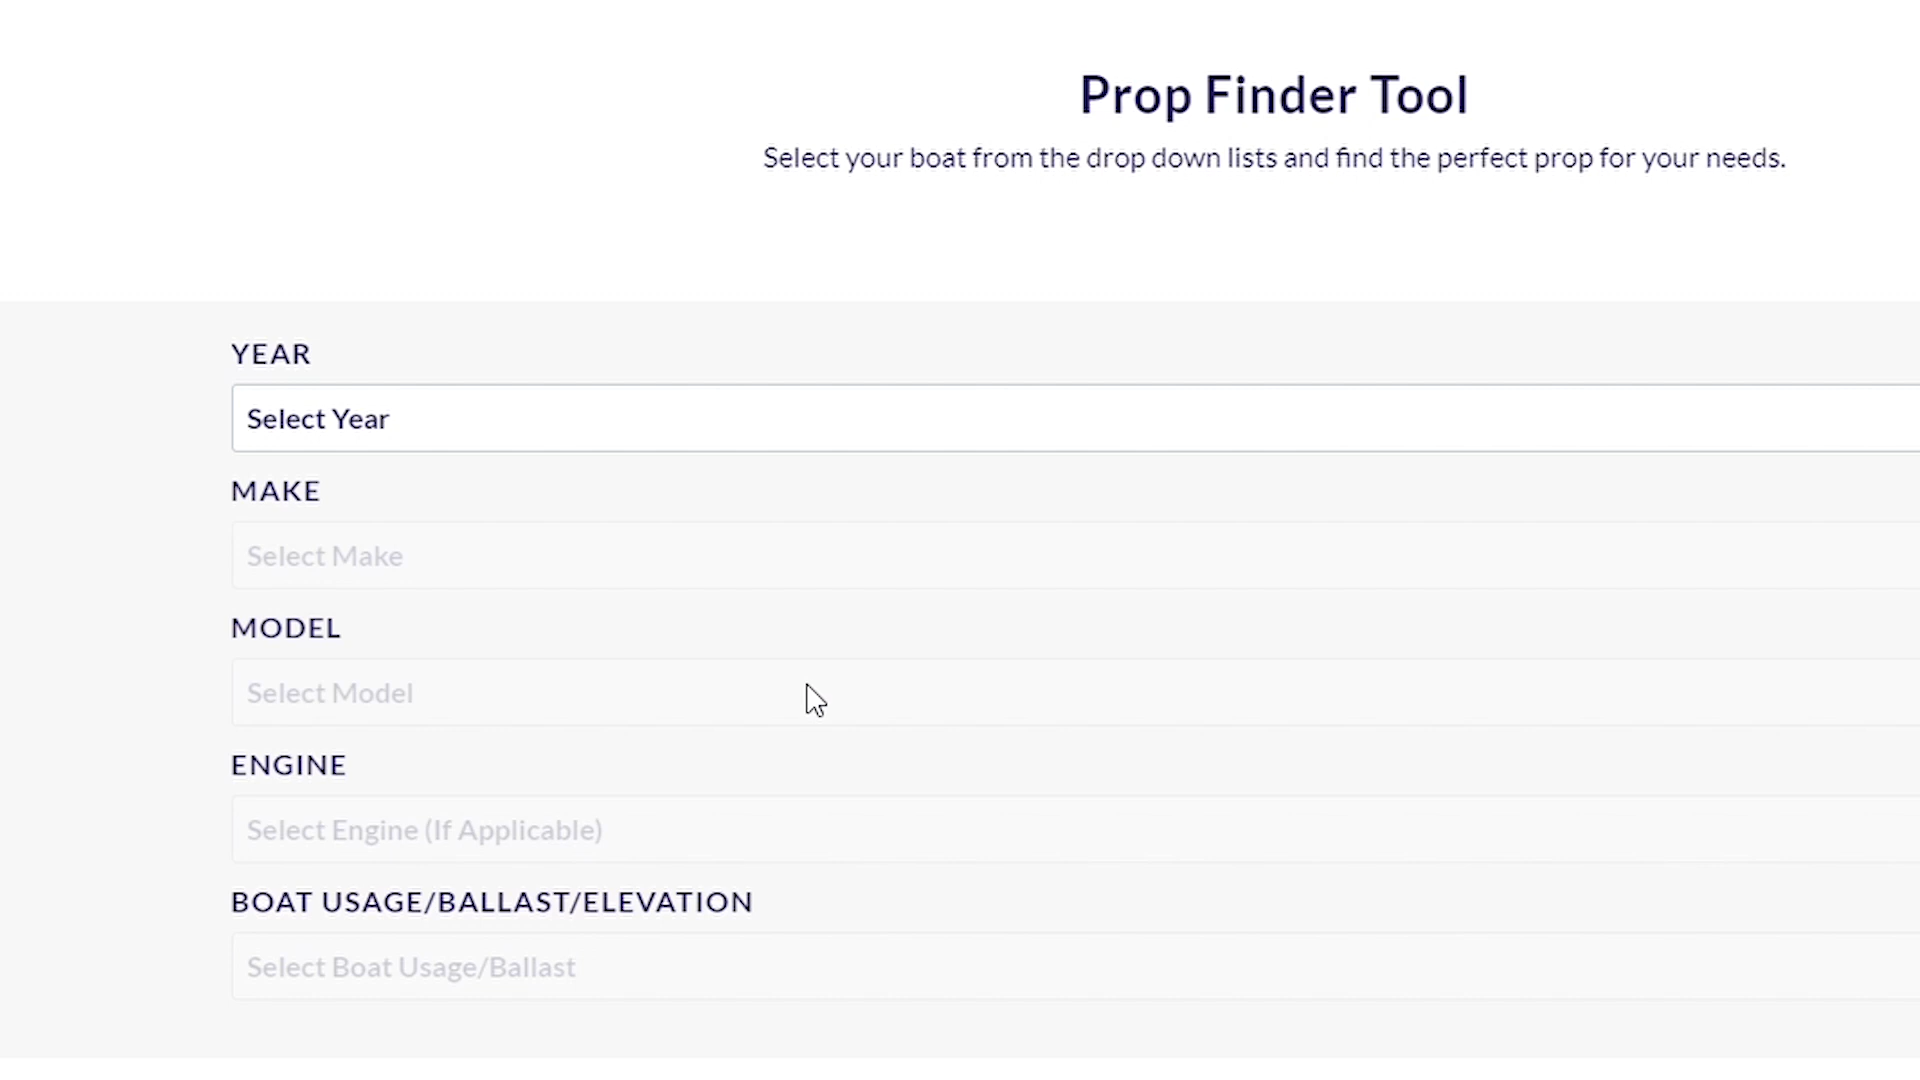 Prop Finder Tool
Select your boat from the drop down lists and find the perfect prop for your needs.
YEAR
Select Year
MAKE
Select Make
MODEL
Select Model
ENGINE
Select Engine (If Applicable)
BOAT USAGE/BALLAST/ELEVATION
Select Boat Usage/Ballast